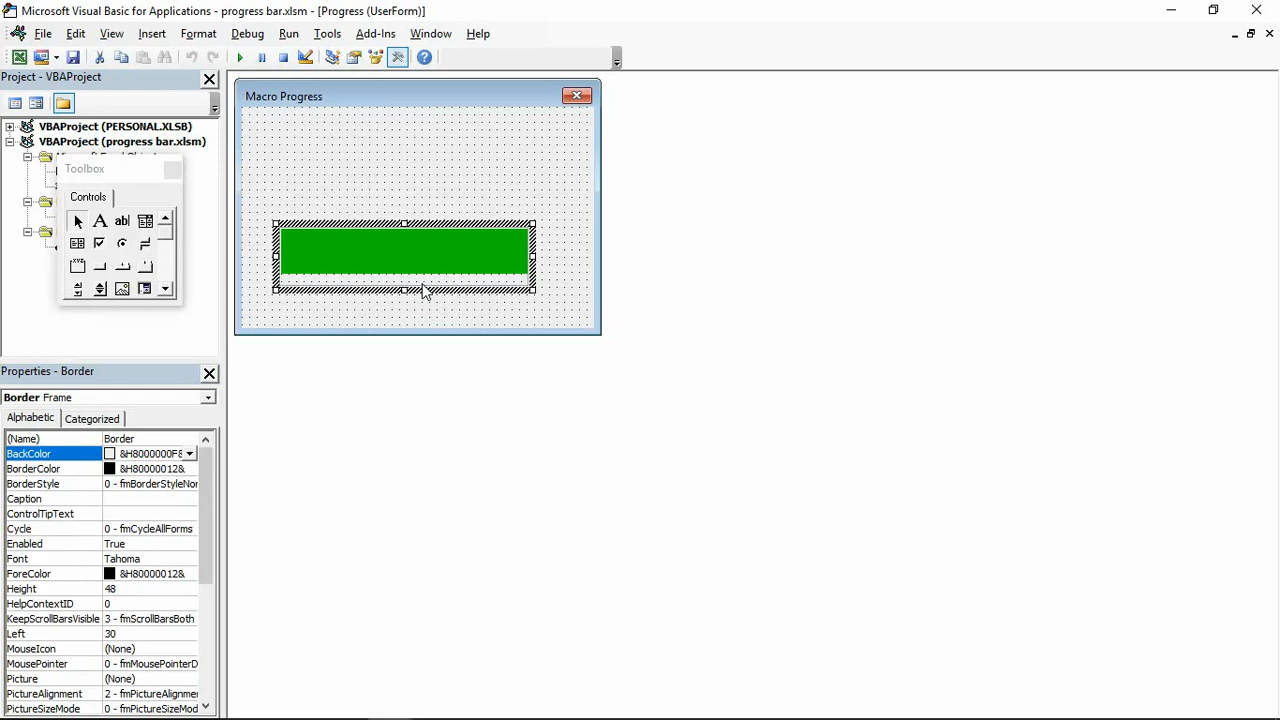 Microsoft Visual Basic for Applications - progress bar.xlsm - [Progress (UserForm)]
File Edit View Insert Format Debug Run Tools Add-Ins Window Help
Project - VBAProject
VBAProject (PERSONAL.XLSB)
VBAProject (progress bar.xlsm)
Toolbox
Controls
A ab|
Macro Progress
Properties - Border
Border Frame
Alphabetic Categorized
(Name) Border
BackColor &H8000000F&
BorderColor &H80000012&
BorderStyle 0 - fmBorderStyleNor
Caption
ControlTipText
Cycle 0 - fmCycleAllForms
Enabled True
Font Tahoma
ForeColor &H80000012&
Height 48
HelpContextID 0
KeepScrollBarsVisible 3 - fmScrollBarsBoth
Left 30
MouseIcon (None)
MousePointer 0 - fmMousePointerD
Picture (None)
PictureAlignment 2 - fmPictureAlignmer
PictureSizeMode 0 - fmPictureSizeMod